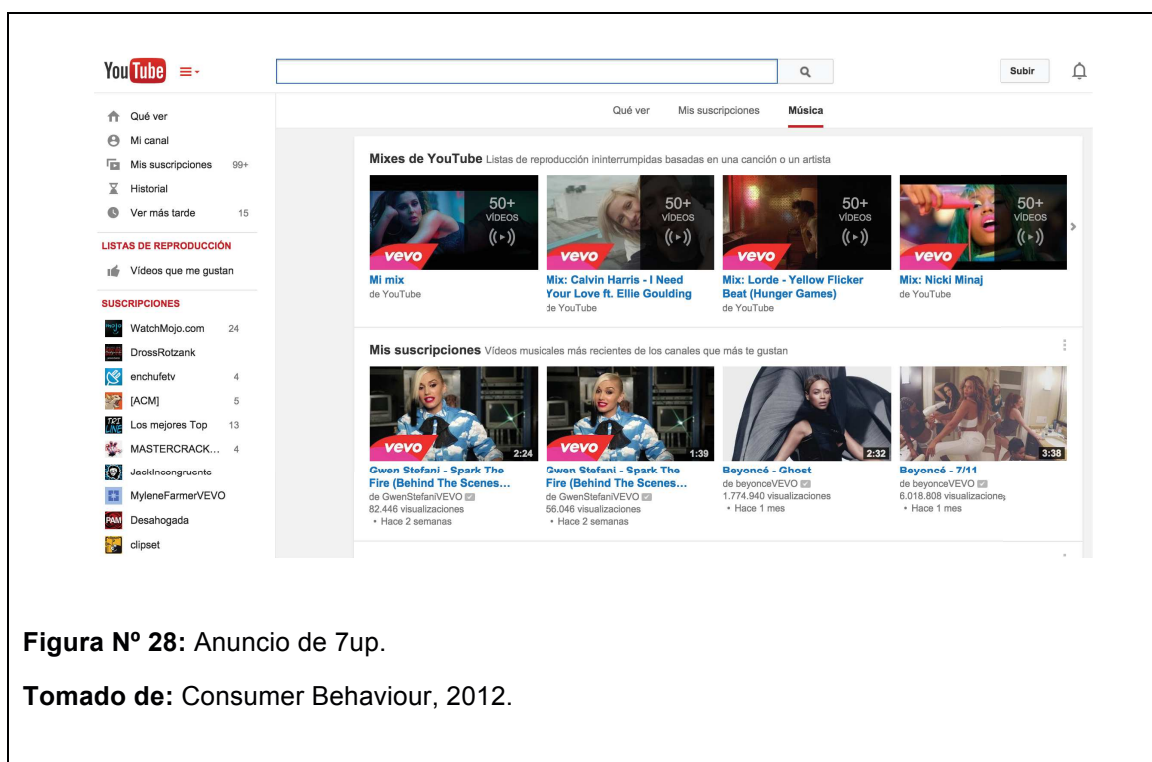 YouTube
Subir
Qué ver
Mi canal
Mis suscripciones 99+
Historial
Ver más tarde 15
LISTAS DE REPRODUCCIÓN
Vídeos que me gustan
SUSCRIPCIONES
WatchMojo.com 24
DrossRotzank
enchufetv 4
[ACM] 5
Los mejores Top 13
MASTERCRACK... 4
JackIncongruente
MyleneFarmerVEVO
Desahogada
clipset
Qué ver Mis suscripciones Música
Mixes de YouTube Listas de reproducción ininterrumpidas basadas en una canción o un artista
50+ VÍDEOS
vevo
Mi mix
de YouTube
50+ VÍDEOS
vevo
Mix: Calvin Harris - I Need
Your Love ft. Ellie Goulding
de YouTube
50+ VÍDEOS
vevo
Mix: Lorde - Yellow Flicker
Beat (Hunger Games)
de YouTube
50+ VÍDEOS
vevo
Mix: Nicki Minaj
de YouTube
Mis suscripciones Vídeos musicales más recientes de los canales que más te gustan
vevo 2:24
Gwen Stefani - Spark The
Fire (Behind The Scenes...
de GwenStefaniVEVO
82.446 visualizaciones
• Hace 2 semanas
vevo 1:39
Gwen Stefani - Spark The
Fire (Behind The Scenes...
de GwenStefaniVEVO
56.046 visualizaciones
• Hace 2 semanas
2:32
Beyoncé - Ghost
de beyonceVEVO
1.774.940 visualizaciones
• Hace 1 mes
3:38
Beyoncé - 7/11
de beyonceVEVO
6.018.808 visualizaciones
• Hace 1 mes
Figura Nº 28: Anuncio de 7up.
Tomado de: Consumer Behaviour, 2012.